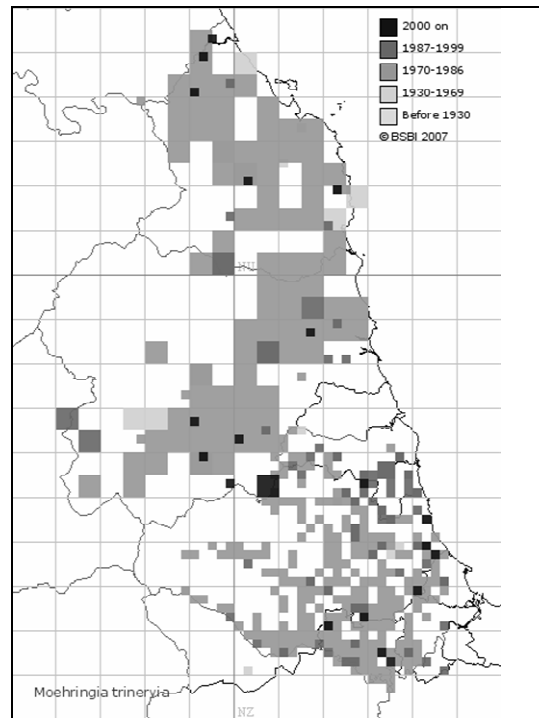 2000 on
1987-1999
1970-1986
1930-1969
Before 1930
© BSBI 2007
NU
Moehringia trinervia
NZ